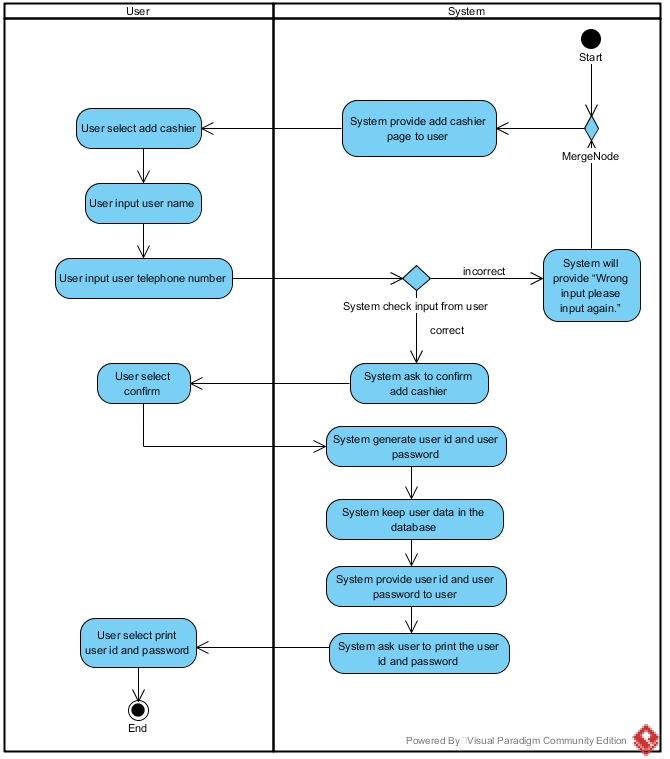 User
System
Start
User select add cashier
System provide add cashier
page to user
MergeNode
User input user name
User input user telephone number
incorrect
System will
provide “Wrong
input please
input again.”
System check input from user
correct
User select
confirm
System ask to confirm
add cashier
System generate user id and user
password
System keep user data in the
database
System provide user id and user
password to user
User select print
user id and password
System ask user to print the user
id and password
End
Powered By Visual Paradigm Community Edition